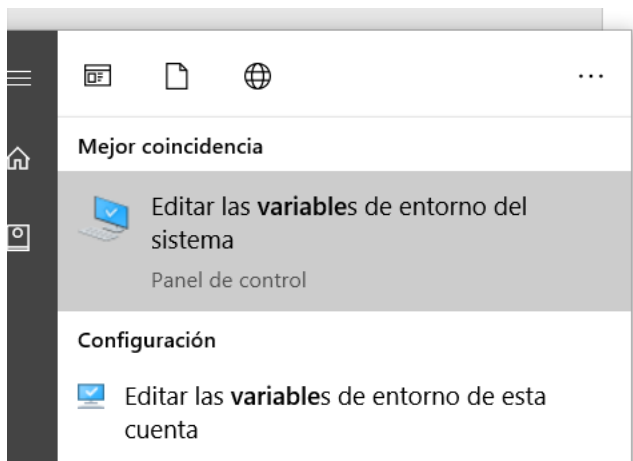 Mejor coincidencia
Editar las variables de entorno del
sistema
Panel de control
Configuración
Editar las variables de entorno de esta
cuenta